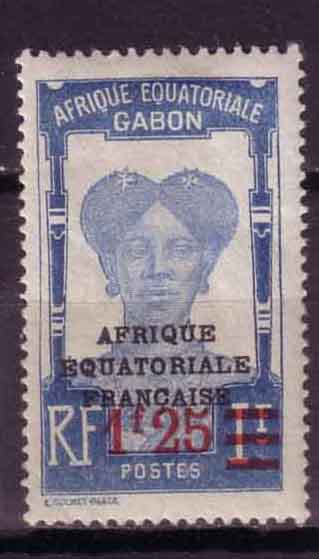 AFRIQUE EQUATORIALE
GABON
AFRIQUE
EQUATORIALE
FRANÇAISE
RF 1f25 1f
POSTES